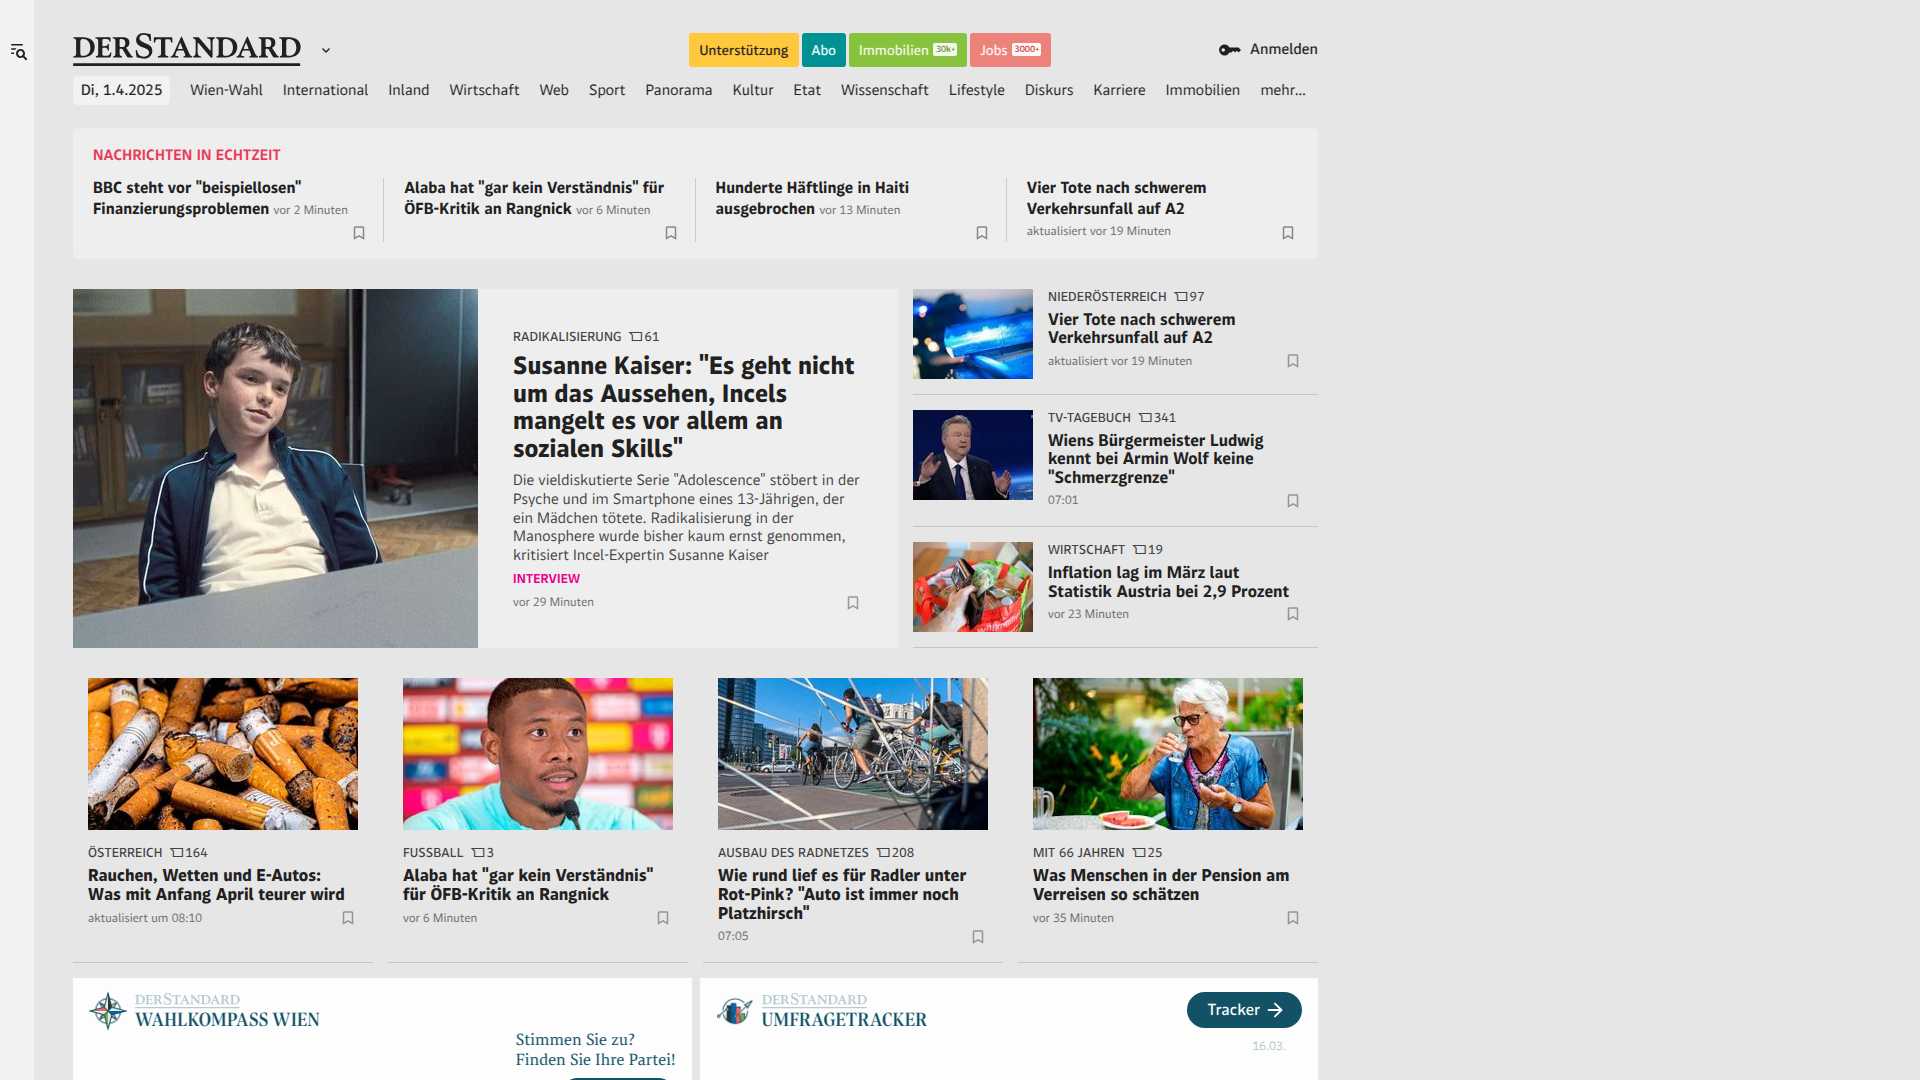 DERSTANDARD
Unterstützung
Abo
Immobilien 30k+
Jobs 3000+
Anmelden
Di, 1.4.2025
Wien-Wahl
International
Inland
Wirtschaft
Web
Sport
Panorama
Kultur
Etat
Wissenschaft
Lifestyle
Diskurs
Karriere
Immobilien
mehr...
NACHRICHTEN IN ECHTZEIT
BBC steht vor "beispiellosen"
Finanzierungsproblemen vor 2 Minuten
Alaba hat "gar kein Verständnis" für
ÖFB-Kritik an Rangnick vor 6 Minuten
Hunderte Häftlinge in Haiti
ausgebrochen vor 13 Minuten
Vier Tote nach schwerem
Verkehrsunfall auf A2
aktualisiert vor 19 Minuten
RADIKALISIERUNG 61
Susanne Kaiser: "Es geht nicht
um das Aussehen, Incels
mangelt es vor allem an
sozialen Skills"
Die vieldiskutierte Serie "Adolescence" stöbert in der
Psyche und im Smartphone eines 13-Jährigen, der
ein Mädchen tötete. Radikalisierung in der
Manosphere wurde bisher kaum ernst genommen,
kritisiert Incel-Expertin Susanne Kaiser
INTERVIEW
vor 29 Minuten
NIEDERÖSTERREICH 97
Vier Tote nach schwerem
Verkehrsunfall auf A2
aktualisiert vor 19 Minuten
TV-TAGEBUCH 341
Wiens Bürgermeister Ludwig
kennt bei Armin Wolf keine
"Schmerzgrenze"
07:01
WIRTSCHAFT 19
Inflation lag im März laut
Statistik Austria bei 2,9 Prozent
vor 23 Minuten
ÖSTERREICH 164
Rauchen, Wetten und E-Autos:
Was mit Anfang April teurer wird
aktualisiert um 08:10
FUSSBALL 3
Alaba hat "gar kein Verständnis"
für ÖFB-Kritik an Rangnick
vor 6 Minuten
AUSBAU DES RADNETZES 208
Wie rund lief es für Radler unter
Rot-Pink? "Auto ist immer noch
Platzhirsch"
07:05
MIT 66 JAHREN 25
Was Menschen in der Pension am
Verreisen so schätzen
vor 35 Minuten
DERSTANDARD
WAHLKOMPASS WIEN
Stimmen Sie zu?
Finden Sie Ihre Partei!
DERSTANDARD
UMFRAGETRACKER
Tracker
16.03.